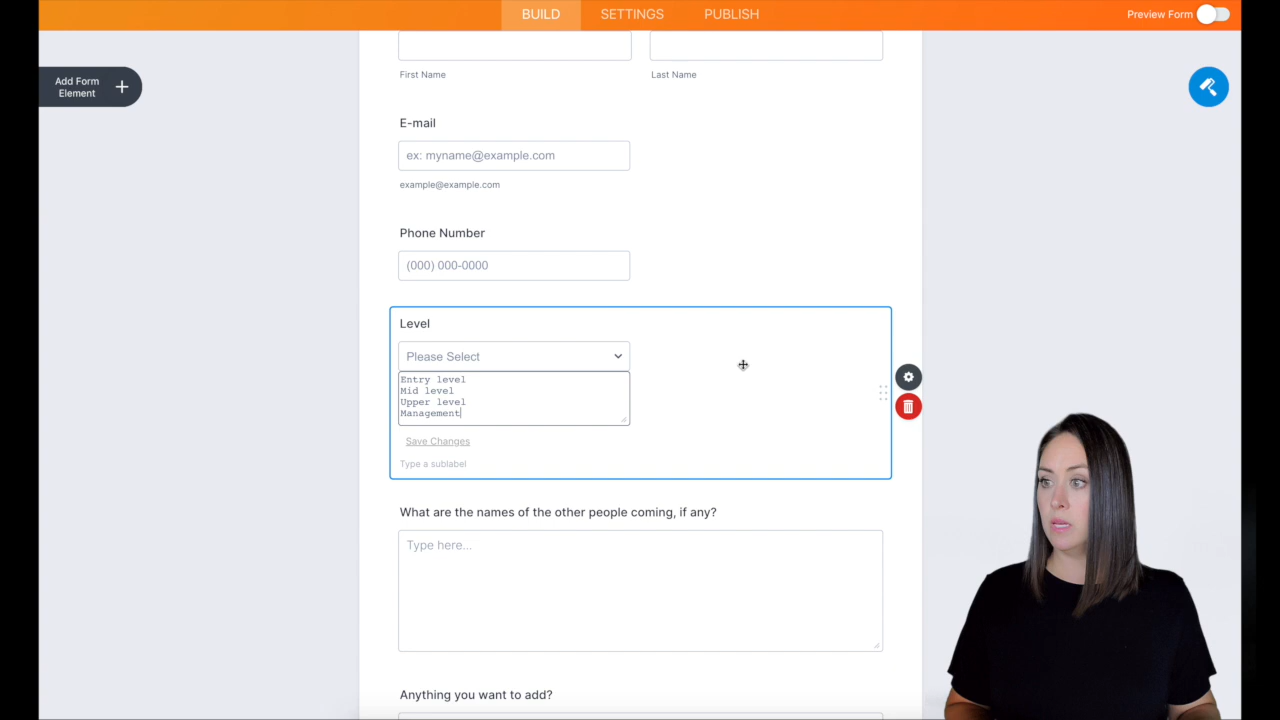 BUILD
SETTINGS
PUBLISH
Preview Form
Add Form
Element
First Name
Last Name
E-mail
ex: myname@example.com
example@example.com
Phone Number
(000) 000-0000
Level
Please Select
Entry level
Mid level
Upper level
Management
Save Changes
Type a sublabel
What are the names of the other people coming, if any?
Type here...
Anything you want to add?